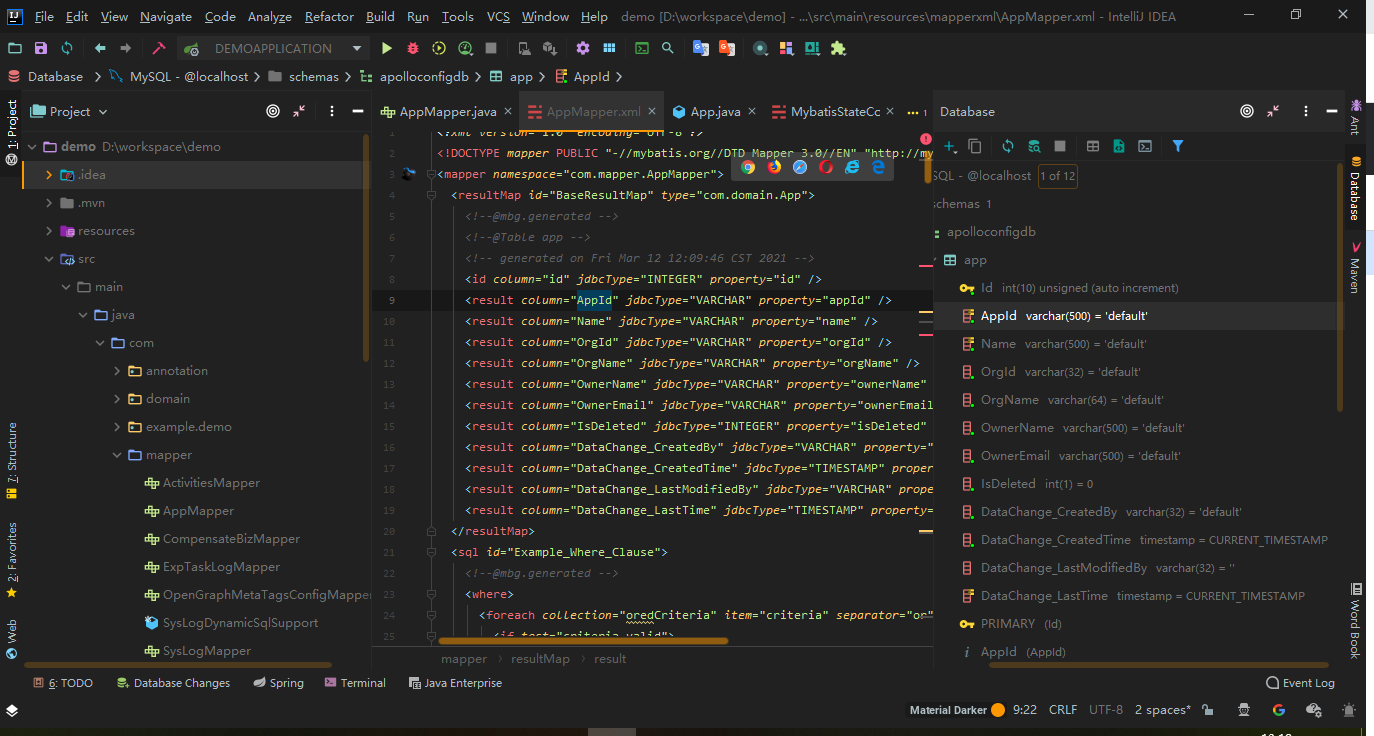 File Edit View Navigate Code Analyze Refactor Build Run Tools VCS Window Help demo [D:\workspace\demo] - ...\src\main\resources\mapperxml\AppMapper.xml - IntelliJ IDEA
DEMOAPPLICATION
Database MySQL - @localhost schemas apolloconfigdb app AppId
1: Project
7: Structure
2: Favorites
Web
Project
demo D:\workspace\demo
.idea
.mvn
resources
src
main
java
com
annotation
domain
example.demo
mapper
ActivitiesMapper
AppMapper
CompensateBizMapper
ExpTaskLogMapper
OpenGraphMetaTagsConfigMapper
SysLogDynamicSqlSupport
SysLogMapper
AppMapper.java AppMapper.xml App.java MybatisStateCc 1
1 <?xml version="1.0" encoding="UTF-8"?>
2 <!DOCTYPE mapper PUBLIC "-//mybatis.org//DTD Mapper 3.0//EN" "http://my
3 <mapper namespace="com.mapper.AppMapper">
4 <resultMap id="BaseResultMap" type="com.domain.App">
5 <!--@mbg.generated -->
6 <!--@Table app -->
7 <!-- generated on Fri Mar 12 12:09:46 CST 2021 -->
8 <id column="id" jdbcType="INTEGER" property="id" />
9 <result column="AppId" jdbcType="VARCHAR" property="appId" />
10 <result column="Name" jdbcType="VARCHAR" property="name" />
11 <result column="OrgId" jdbcType="VARCHAR" property="orgId" />
12 <result column="OrgName" jdbcType="VARCHAR" property="orgName" />
13 <result column="OwnerName" jdbcType="VARCHAR" property="ownerName"
14 <result column="OwnerEmail" jdbcType="VARCHAR" property="ownerEmail
15 <result column="IsDeleted" jdbcType="INTEGER" property="isDeleted"
16 <result column="DataChange_CreatedBy" jdbcType="VARCHAR" property="
17 <result column="DataChange_CreatedTime" jdbcType="TIMESTAMP" proper
18 <result column="DataChange_LastModifiedBy" jdbcType="VARCHAR" prope
19 <result column="DataChange_LastTime" jdbcType="TIMESTAMP" property=
20 </resultMap>
21 <sql id="Example_Where_Clause">
22 <!--@mbg.generated -->
23 <where>
24 <foreach collection="oredCriteria" item="criteria" separator="or"
25 <if test="criteria.valid">
mapper resultMap result
Database
SQL - @localhost 1 of 12
schemas 1
apolloconfigdb
app
Id int(10) unsigned (auto increment)
AppId varchar(500) = 'default'
Name varchar(500) = 'default'
OrgId varchar(32) = 'default'
OrgName varchar(64) = 'default'
OwnerName varchar(500) = 'default'
OwnerEmail varchar(500) = 'default'
IsDeleted int(1) = 0
DataChange_CreatedBy varchar(32) = 'default'
DataChange_CreatedTime timestamp = CURRENT_TIMESTAMP
DataChange_LastModifiedBy varchar(32) = ''
DataChange_LastTime timestamp = CURRENT_TIMESTAMP
PRIMARY (Id)
AppId (AppId)
Ant
Database
Maven
Word Book
6: TODO Database Changes Spring Terminal Java Enterprise Event Log
Material Darker 9:22 CRLF UTF-8 2 spaces*